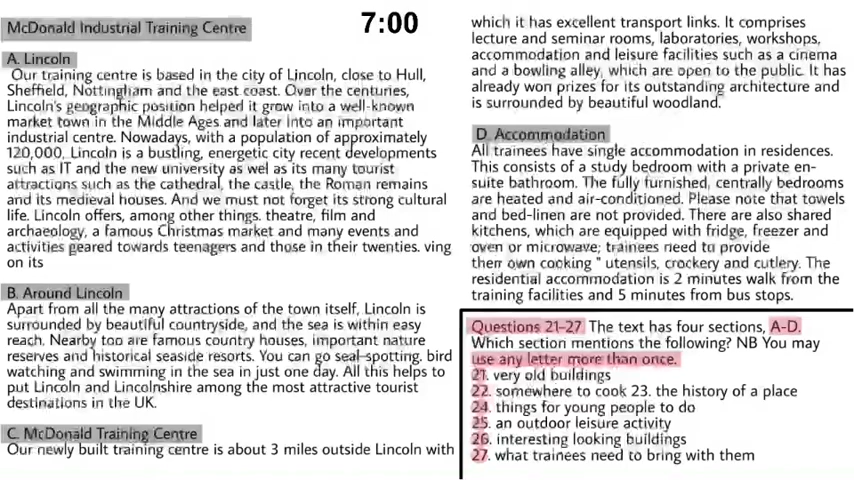 McDonald Industrial Training Centre
7:00
A. Lincoln
Our training centre is based in the city of Lincoln, close to Hull,
Sheffield, Nottingham and the east coast. Over the centuries,
Lincoln's geographic position helped it grow into a well-known
market town in the Middle Ages and later into an important
industrial centre. Nowadays, with a population of approximately
120,000, Lincoln is a bustling, energetic city recent developments
such as IT and the new university as wel as its many tourist
attractions such as the cathedral, the castle, the Roman remains
and its medieval houses. And we must not forget its strong cultural
life. Lincoln offers, among other things. theatre, film and
archaeology, a famous Christmas market and many events and
activities geared towards teenagers and those in their twenties. ving
on its
B. Around Lincoln
Apart from all the many attractions of the town itself, Lincoln is
surrounded by beautiful countryside, and the sea is within easy
reach. Nearby too are famous country houses, important nature
reserves and historical seaside resorts. You can go seal-spotting. bird
watching and swimming in the sea in just one day. All this helps to
put Lincoln and Lincolnshire among the most attractive tourist
destinations in the UK.
C. McDonald Training Centre
Our newly built training centre is about 3 miles outside Lincoln with
which it has excellent transport links. It comprises
lecture and seminar rooms, laboratories, workshops,
accommodation and leisure facilities such as a cinema
and a bowling alley, which are open to the public. It has
already won prizes for its outstanding architecture and
is surrounded by beautiful woodland.
D. Accommodation
All trainees have single accommodation in residences.
This consists of a study bedroom with a private en-
suite bathroom. The fully furnished, centrally bedrooms
are heated and air-conditioned. Please note that towels
and bed-linen are not provided. There are also shared
kitchens, which are equipped with fridge, freezer and
oven or microwave; trainees need to provide
their own cooking " utensils, crockery and cutlery. The
residential accommodation is 2 minutes walk from the
training facilities and 5 minutes from bus stops.
Questions 21-27 The text has four sections, A-D.
Which section mentions the following? NB You may
use any letter more than once.
21. very old buildings
22. somewhere to cook 23. the history of a place
24. things for young people to do
25. an outdoor leisure activity
26. interesting looking buildings
27. what trainees need to bring with them